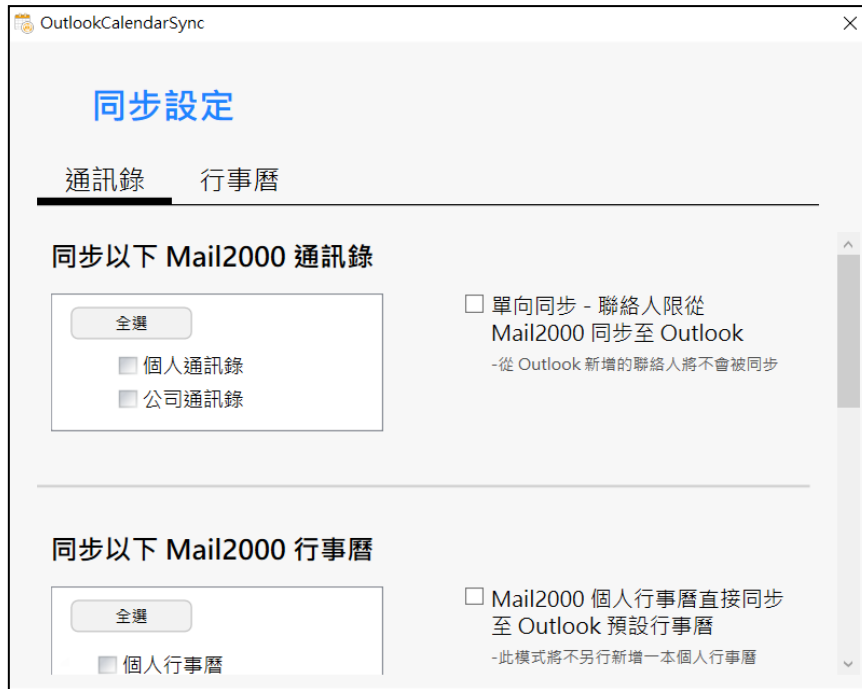 OutlookCalendarSync
同步設定
通訊錄 行事曆
同步以下 Mail2000 通訊錄
全選
個人通訊錄
公司通訊錄
單向同步 - 聯絡人限從
Mail2000 同步至 Outlook
-從 Outlook 新增的聯絡人將不會被同步
同步以下 Mail2000 行事曆
全選
個人行事曆
Mail2000 個人行事曆直接同步
至 Outlook 預設行事曆
-此模式將不另行新增一本個人行事曆